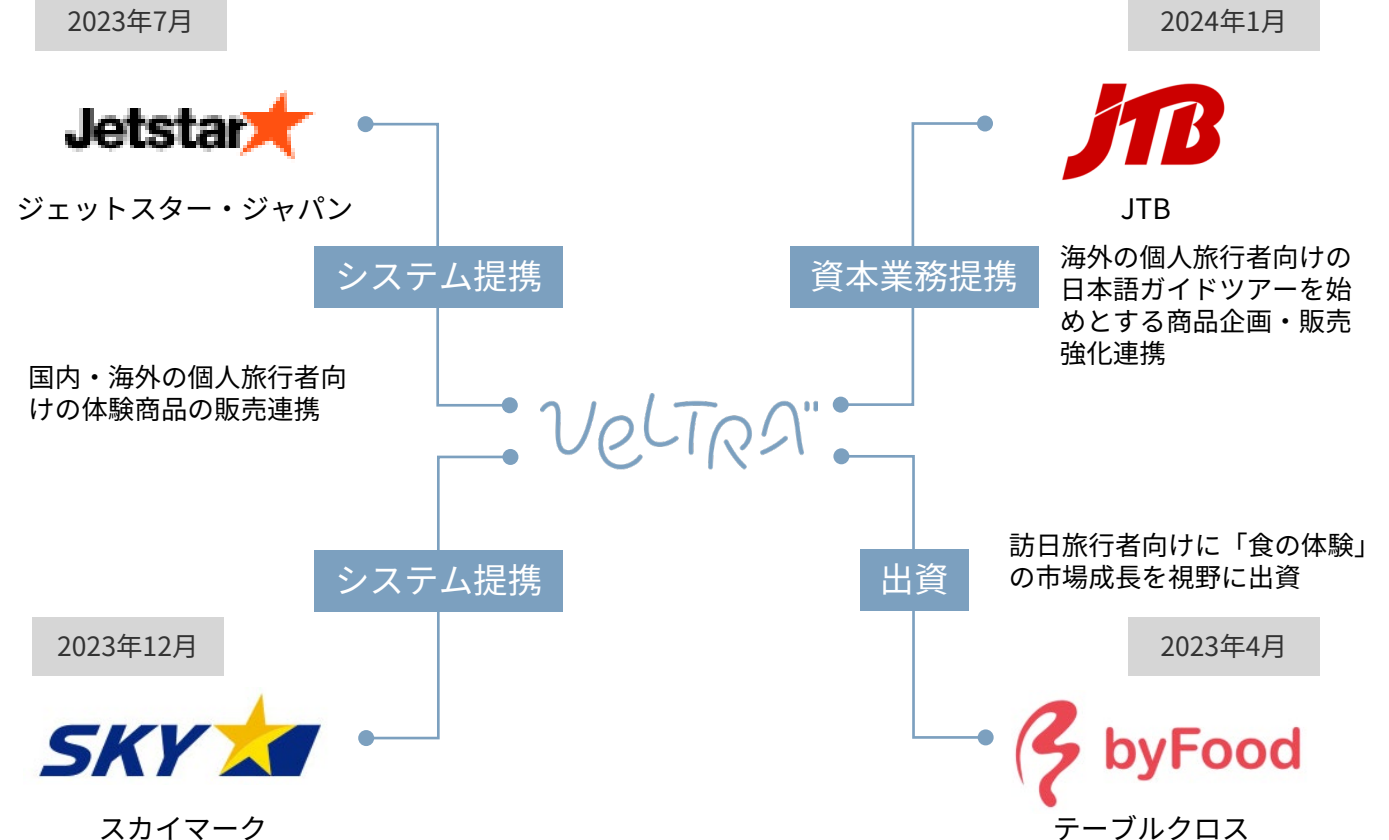 2023年7月
Jetstar
ジェットスター・ジャパン
システム提携
国内・海外の個人旅行者向
けの体験商品の販売連携
2024年1月
JTB
JTB
資本業務提携
海外の個人旅行者向けの
日本語ガイドツアーを始
めとする商品企画・販売
強化連携
VELTRA
システム提携
2023年12月
SKY
スカイマーク
出資
訪日旅行者向けに「食の体験」
の市場成長を視野に出資
2023年4月
byFood
テーブルクロス